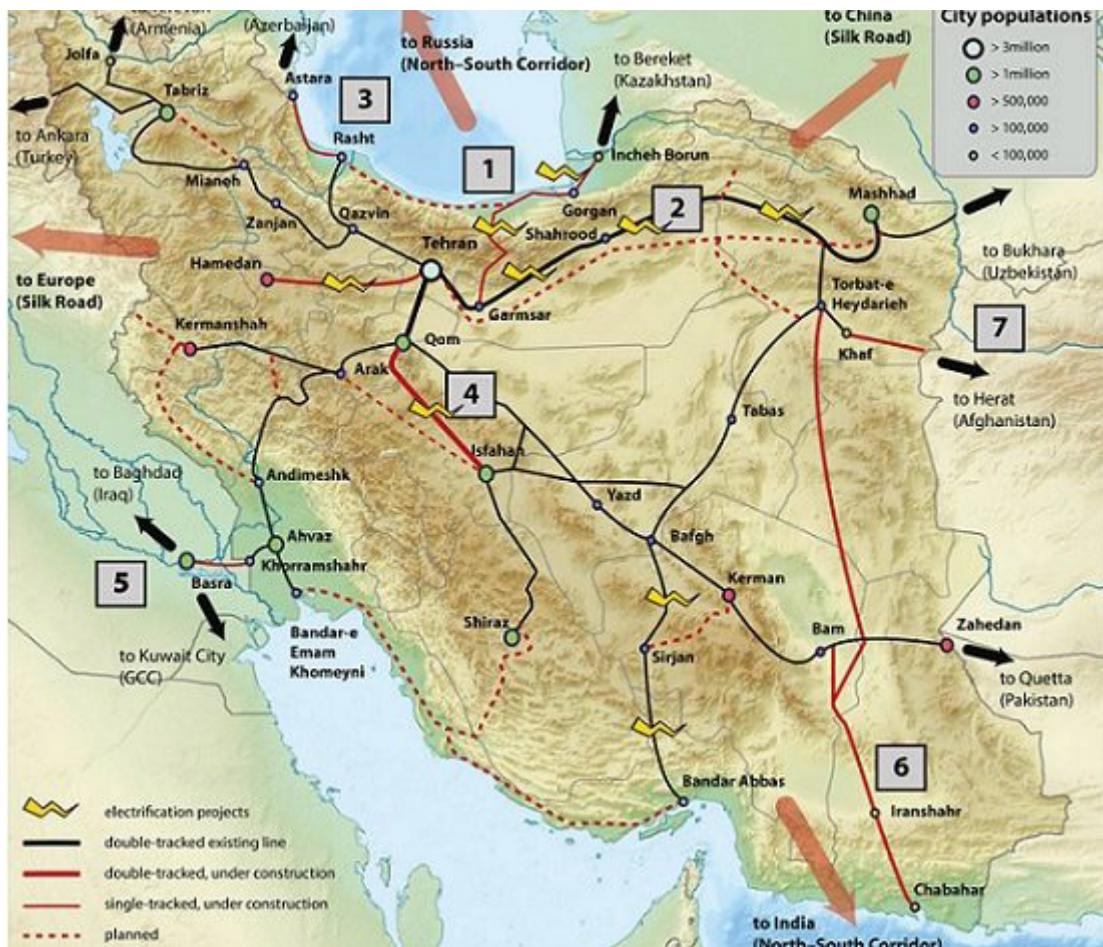 (Armenia)
(Azerbaijan)
Jolfa
Astara
Tabriz
to Ankara
(Turkey)
3
Rasht
to Russia
(North–South Corridor)
to Bereket
(Kazakhstan)
to China
(Silk Road)
City populations
> 3million
> 1million
> 500,000
> 100,000
< 100,000
1
Incheh Borun
Mianeh
Zanjan
Qazvin
Gorgan
2
Shahrood
Mashhad
Tehran
Hamedan
to Europe
(Silk Road)
Garmsar
to Bukhara
(Uzbekistan)
Kermanshah
Qom
Torbat-e
Heydarieh
7
Arak
Khaf
4
to Herat
(Afghanistan)
Tabas
Isfahan
to Baghdad
(Iraq)
Andimeshk
Yazd
Ahvaz
Bafgh
5
Khorramshahr
Basra
Kerman
Bandar-e
Emam
Khomeyni
Shiraz
Sirjan
Bam
Zahedan
to Kuwait City
(GCC)
to Quetta
(Pakistan)
6
Bandar Abbas
Iranshahr
Chabahar
electrification projects
double-tracked existing line
double-tracked, under construction
single-tracked, under construction
planned
to India
(North–South Corridor)